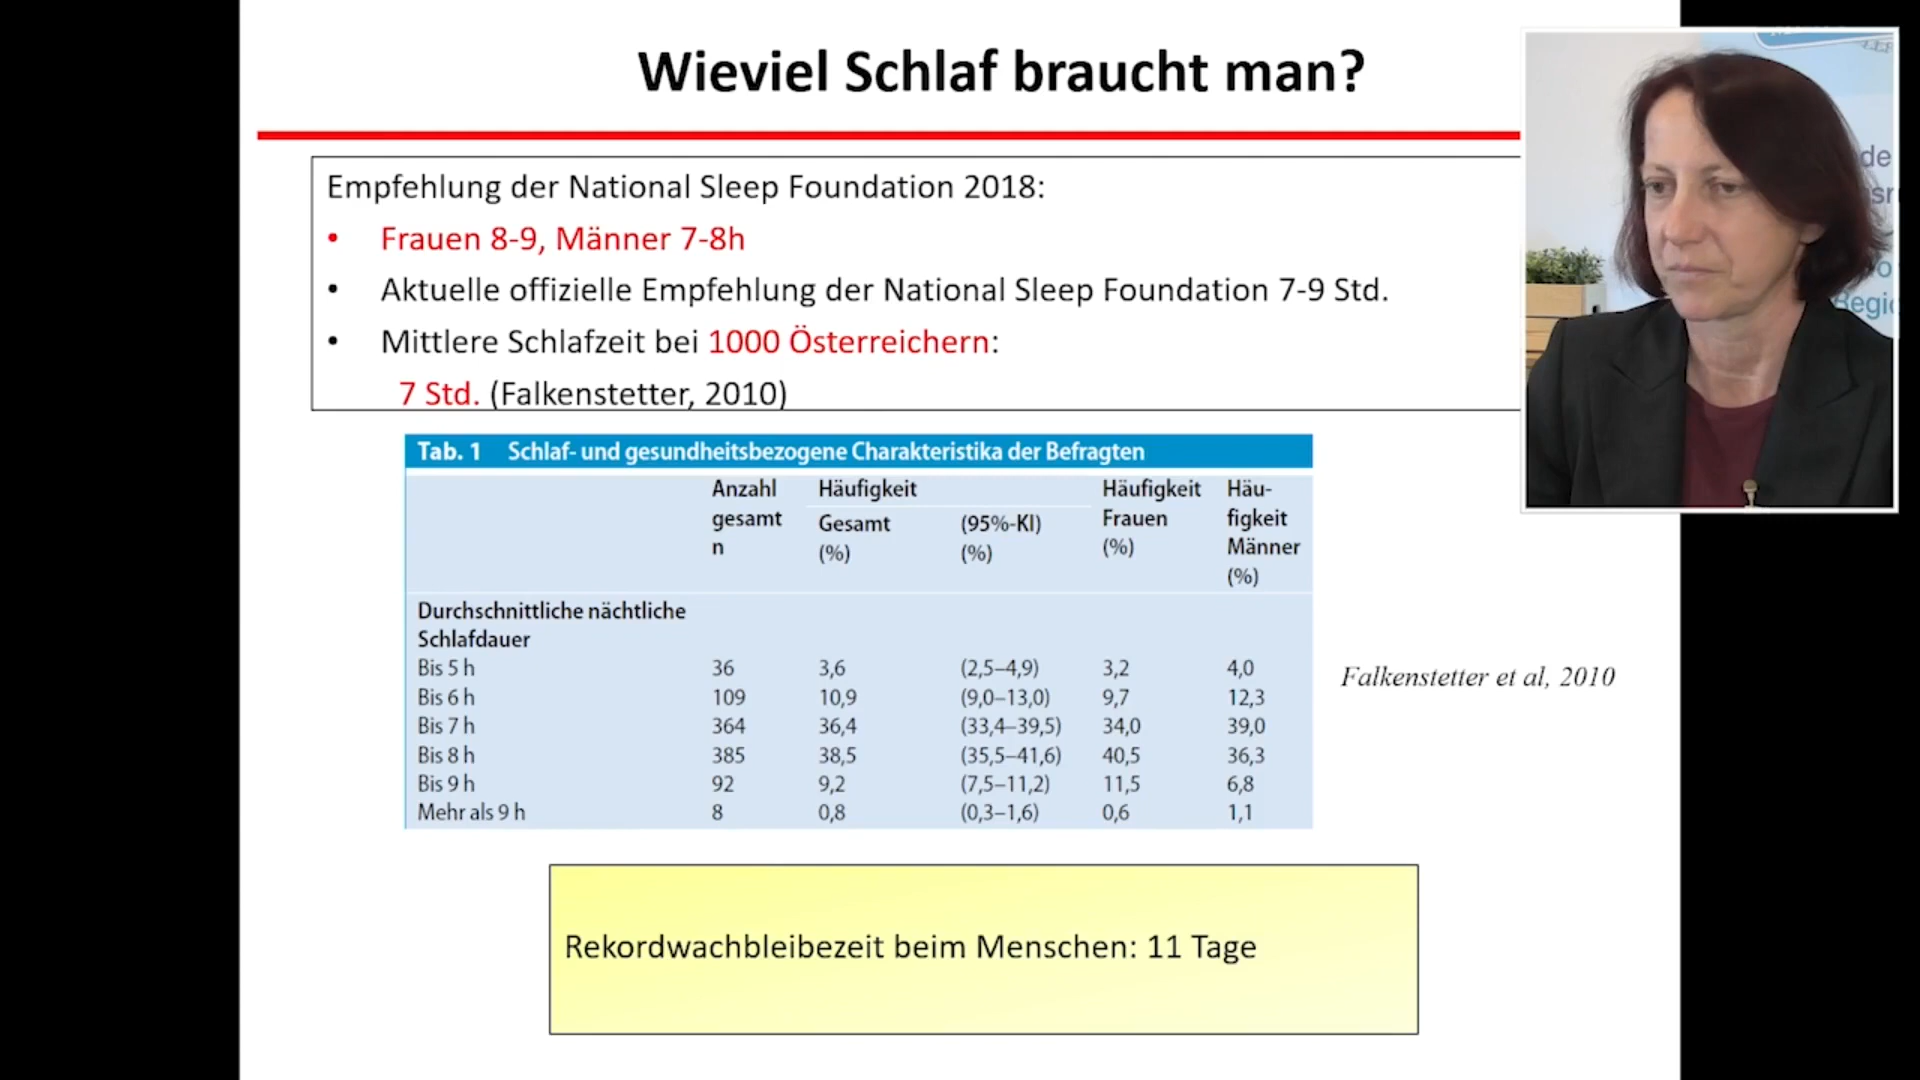 Wieviel Schlaf braucht man?
Empfehlung der National Sleep Foundation 2018:
• Frauen 8-9, Männer 7-8h
• Aktuelle offizielle Empfehlung der National Sleep Foundation 7-9 Std.
• Mittlere Schlafzeit bei 1000 Österreichern:
7 Std. (Falkenstetter, 2010)
Tab. 1 Schlaf- und gesundheitsbezogene Charakteristika der Befragten
Anzahl gesamt n Häufigkeit Gesamt (%) (95%-KI) (%) Häufigkeit Frauen (%) Häu-figkeit Männer (%)
Durchschnittliche nächtliche
Schlafdauer
Bis 5 h 36 3,6 (2,5–4,9) 3,2 4,0
Bis 6 h 109 10,9 (9,0–13,0) 9,7 12,3
Bis 7 h 364 36,4 (33,4–39,5) 34,0 39,0
Bis 8 h 385 38,5 (35,5–41,6) 40,5 36,3
Bis 9 h 92 9,2 (7,5–11,2) 11,5 6,8
Mehr als 9 h 8 0,8 (0,3–1,6) 0,6 1,1
Falkenstetter et al, 2010
Rekordwachbleibezeit beim Menschen: 11 Tage